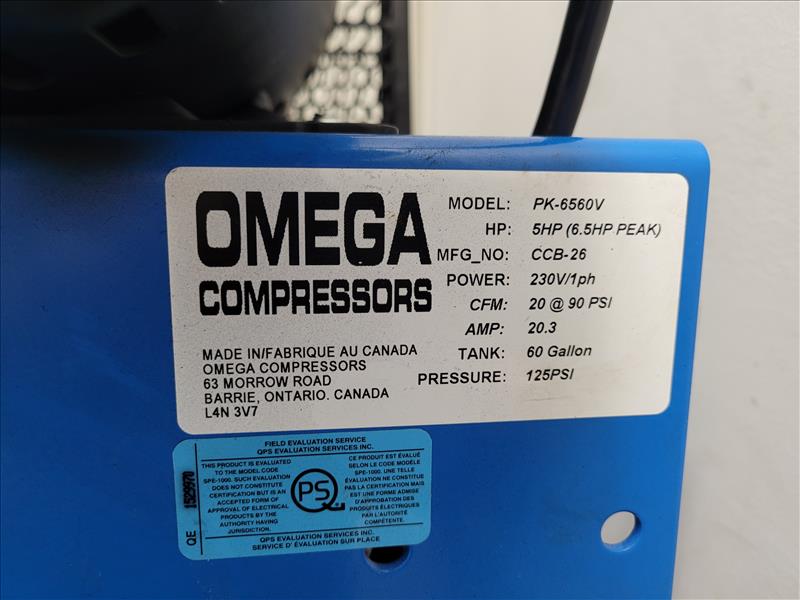 OMEGA
COMPRESSORS
MADE IN/FABRIQUE AU CANADA
OMEGA COMPRESSORS
63 MORROW ROAD
BARRIE, ONTARIO. CANADA
L4N 3V7
MODEL: PK-6560V
HP: 5HP (6.5HP PEAK)
MFG_NO: CCB-26
POWER: 230V/1ph
CFM: 20 @ 90 PSI
AMP: 20.3
TANK: 60 Gallon
PRESSURE: 125PSI
FIELD EVALUATION SERVICE
QPS EVALUATION SERVICES INC.
THIS PRODUCT IS EVALUATED
TO THE MODEL CODE
SPE-1000. SUCH EVALUATION
DOES NOT CONSTITUTE
CERTIFICATION BUT IS AN
ACCEPTED FORM OF
APPROVAL OF ELECTRICAL
PRODUCTS BY THE
AUTHORITY HAVING
JURISDICTION.
QPS
CE PRODUIT EST ÉVALUÉ
SELON LE CODE MODÈLE
SPE-1000. UNE TELLE
ÉVALUATION NE CONSTITUE
PAS LA CERTIFICATION MAIS
EST UNE FORME ADMISE
D'APPROBATION DES
PRODUITS ÉLECTRIQUES
PAR L'AUTORITÉ
COMPÉTENTE.
QPS EVALUATION SERVICES INC.
SERVICE D' ÉVALUATION SUR PLACE
QE